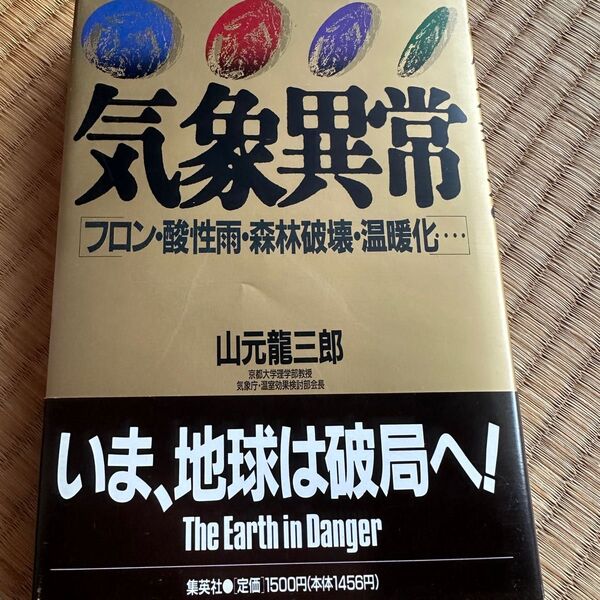 気象異常
「フロン・酸性雨・森林破壊・温暖化…」
山元龍三郎
京都大学理学部教授
気象庁・温室効果検討部会長
いま、地球は破局へ!
The Earth in Danger
集英社●[定価]1500円(本体1456円)